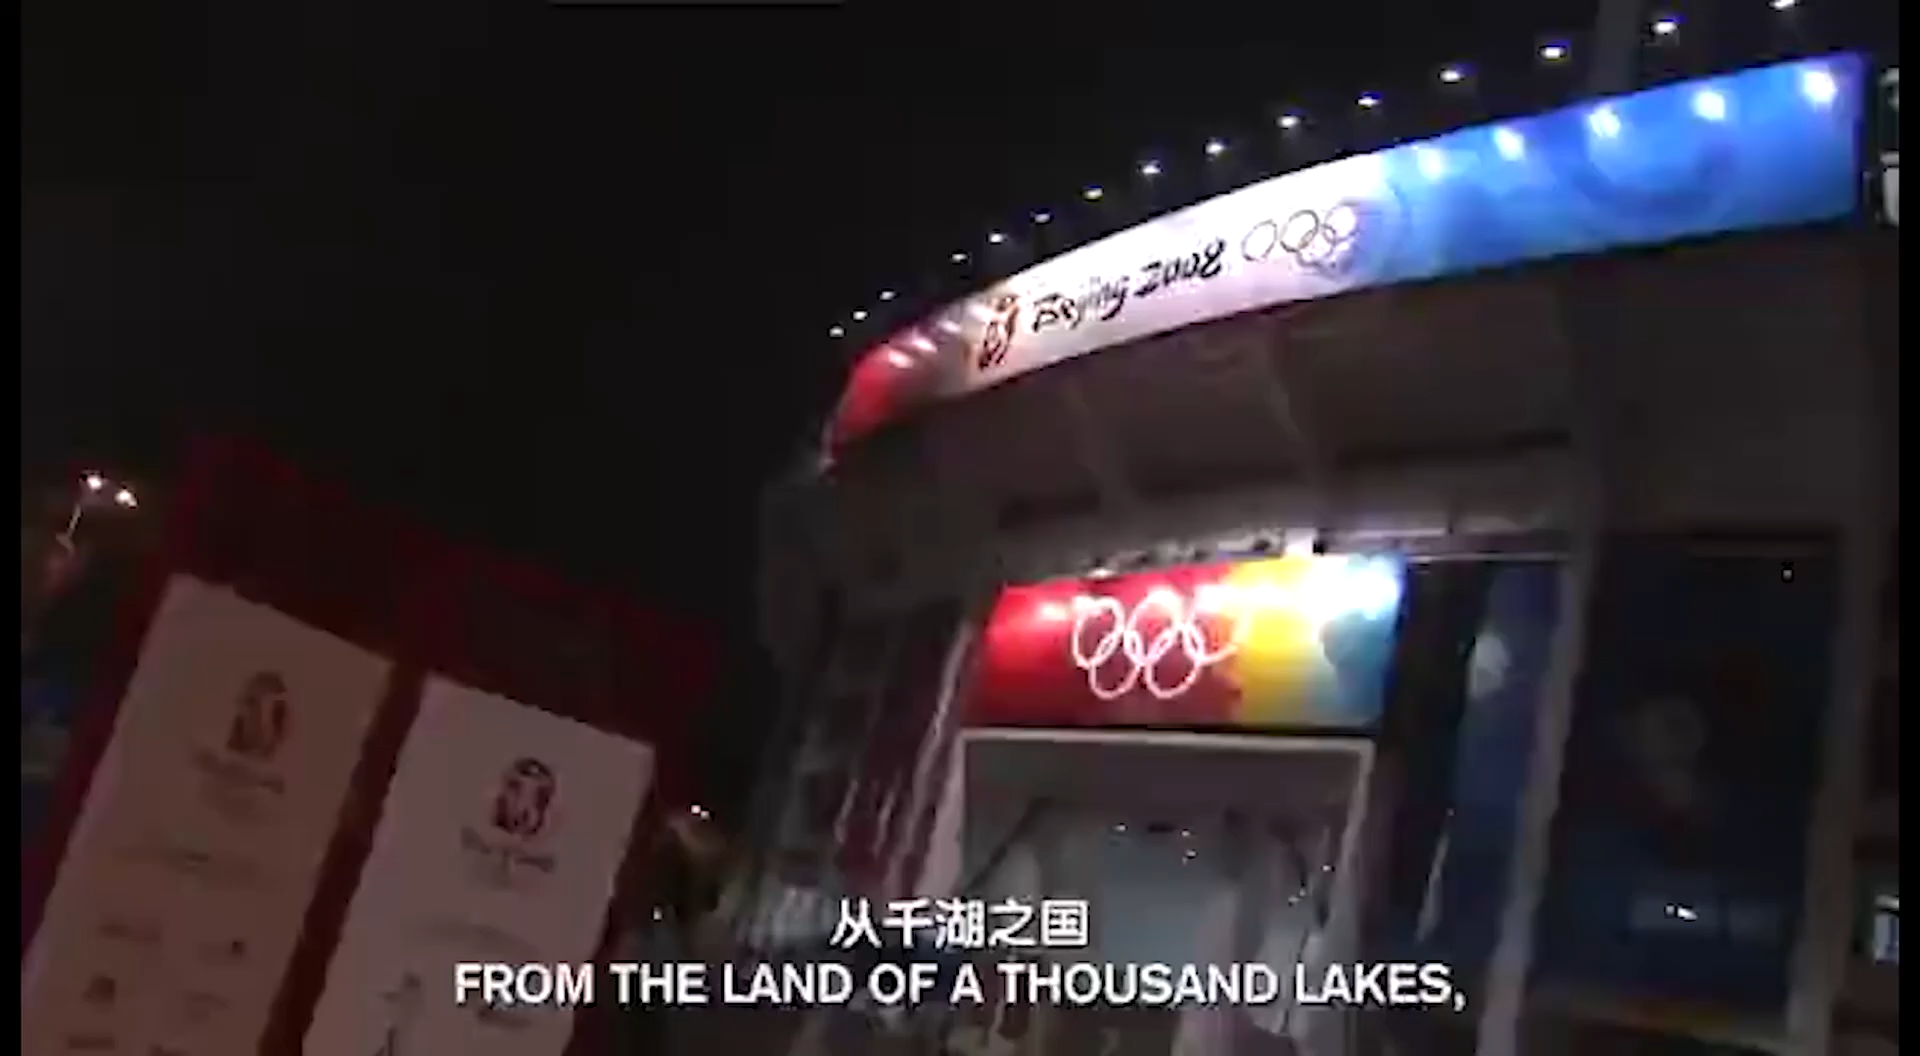 Beijing 2008
从千湖之国
FROM THE LAND OF A THOUSAND LAKES,